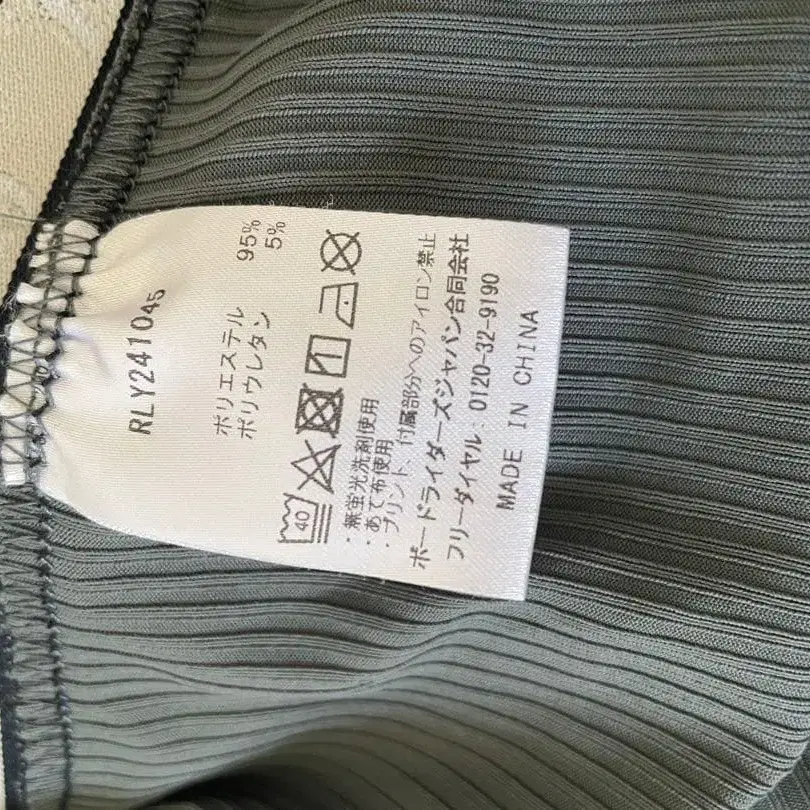 RLY241045
ポリエステル 95%
ポリウレタン 5%
40
・無蛍光洗剤使用
・あて布使用
・プリント、付属部分へのアイロン禁止
ボードライダーズジャパン合同会社
フリーダイヤル:0120-32-9190
MADE IN CHINA